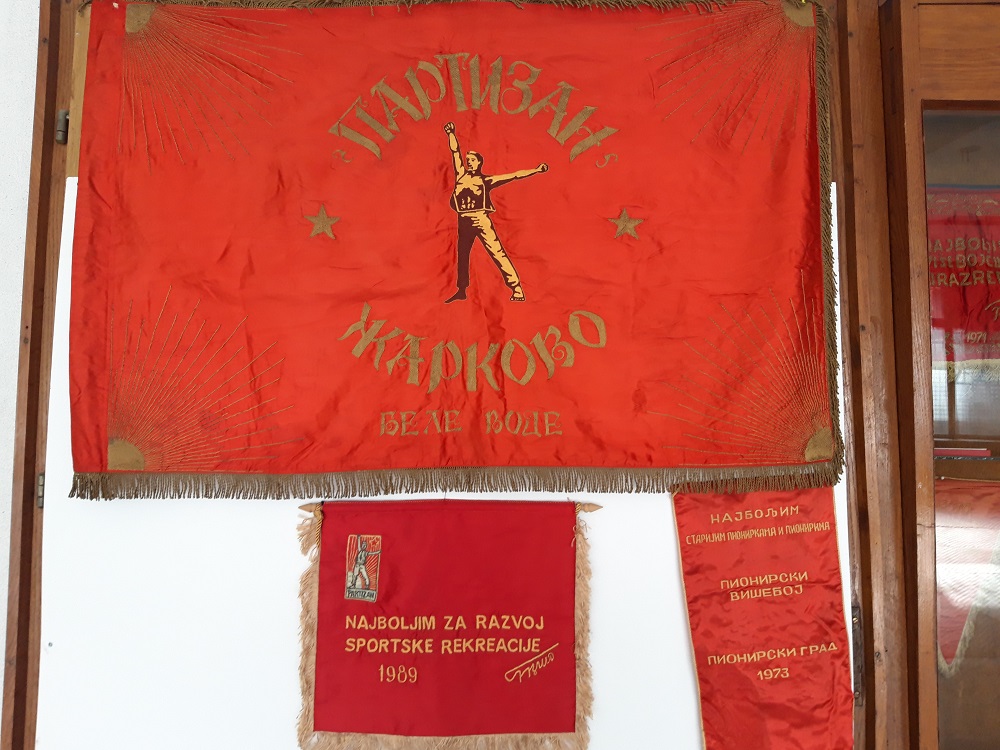 ПАРТИЗАН
ЖАРКОВО
БЕЛЕ ВОДЕ
PARTIZAN
NAJBOLJIM ZA RAZVOJ
SPORTSKE REKREACIJE
1989
НАЈБОЉИМ
СТАРИЈИМ ПИОНИРКАМА И ПИОНИРИМА
ПИОНИРСКИ
ВИШЕБОЈ
ПИОНИРСКИ ГРАД
1973